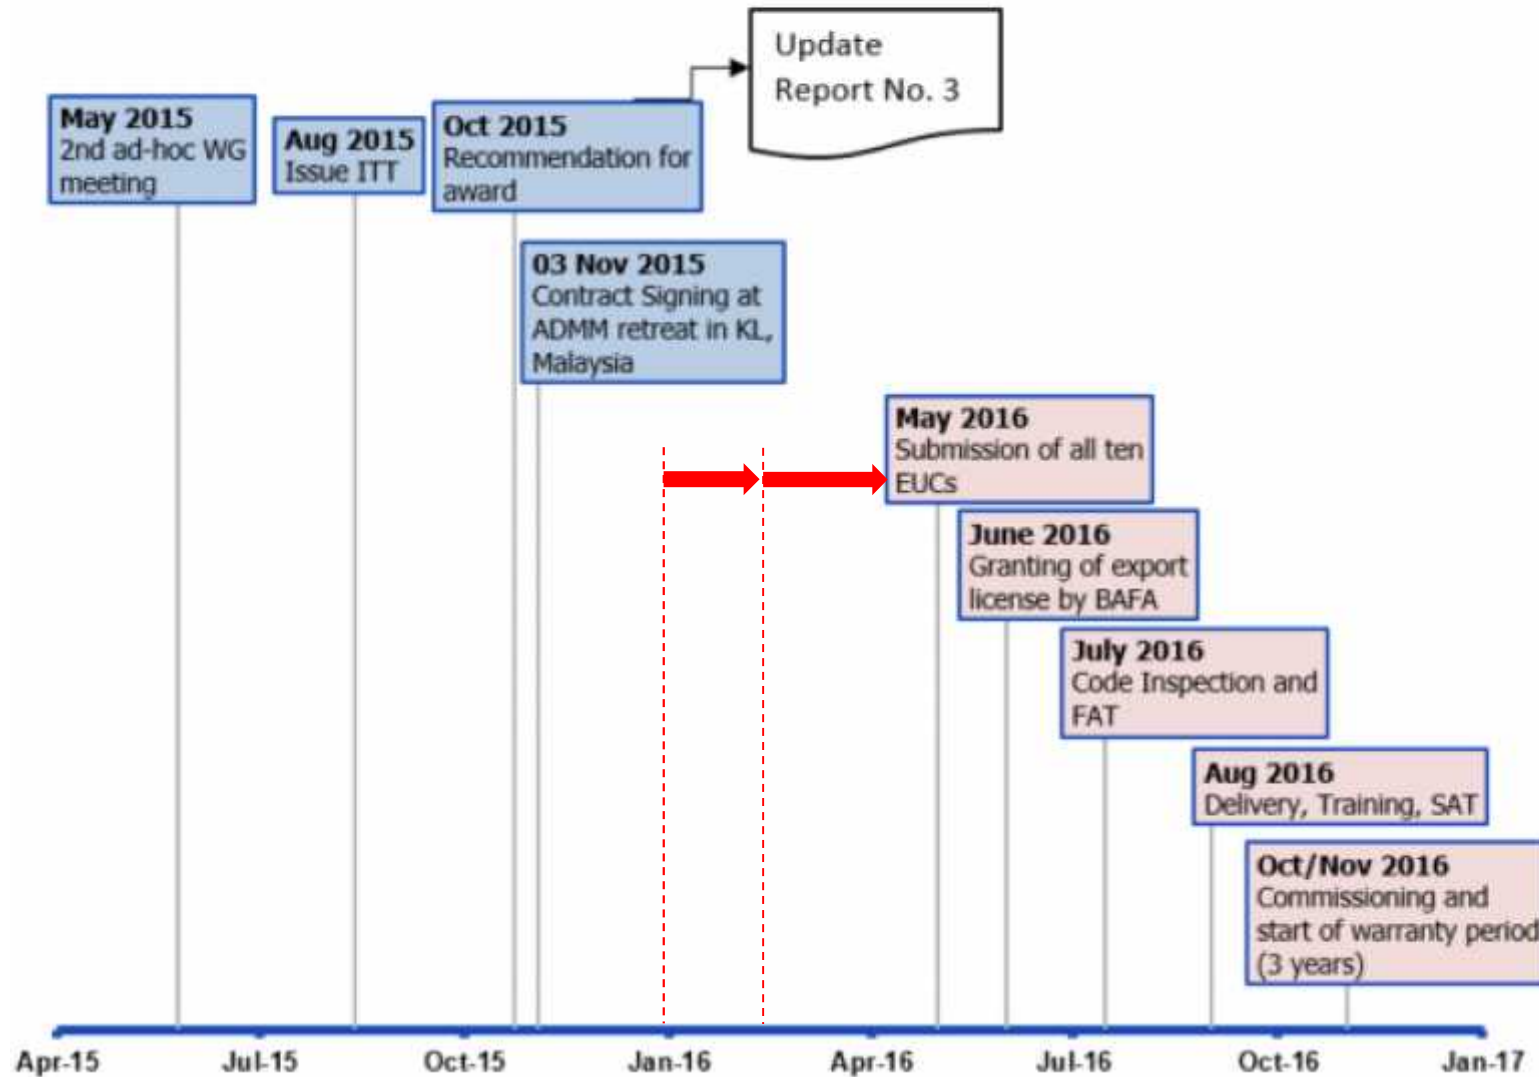 Update
Report No. 3
May 2015
2nd ad-hoc WG
meeting
Aug 2015
Issue ITT
Oct 2015
Recommendation for
award
03 Nov 2015
Contract Signing at
ADMM retreat in KL,
Malaysia
May 2016
Submission of all ten
EUCs
June 2016
Granting of export
license by BAFA
July 2016
Code Inspection and
FAT
Aug 2016
Delivery, Training, SAT
Oct/Nov 2016
Commissioning and
start of warranty period
(3 years)
Apr-15 Jul-15 Oct-15 Jan-16 Apr-16 Jul-16 Oct-16 Jan-17